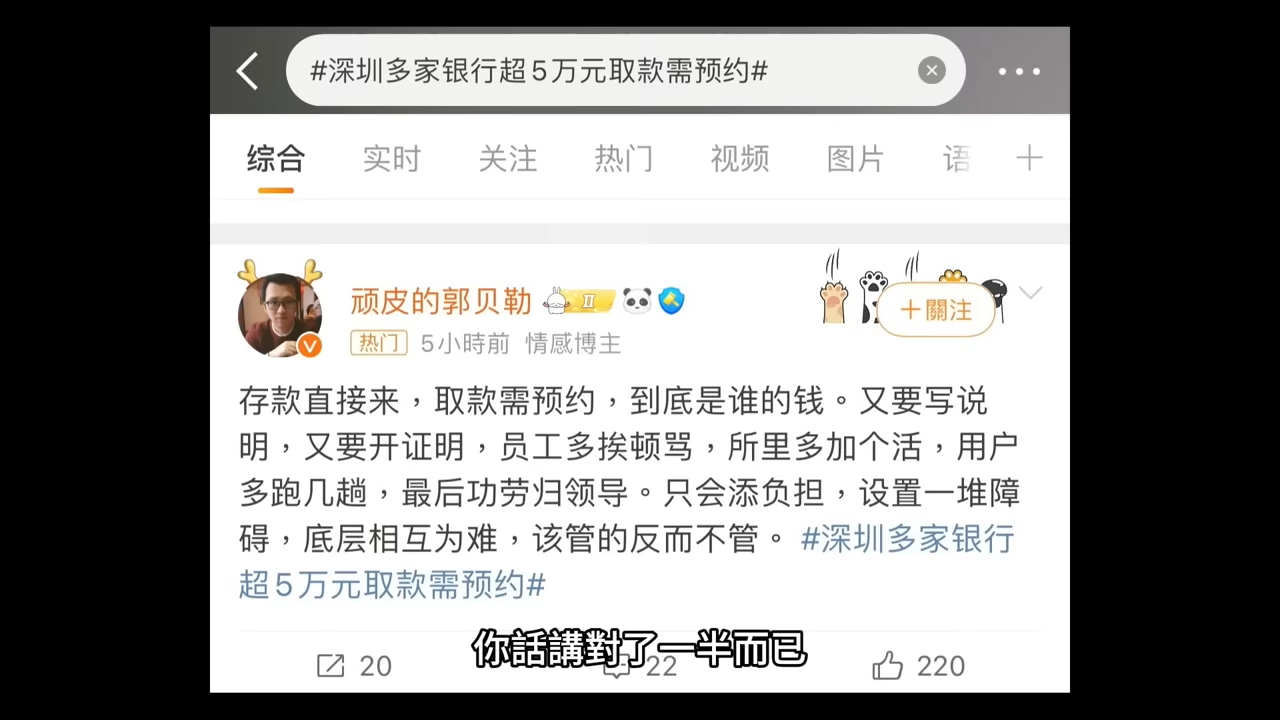 #深圳多家银行超5万元取款需预约#
综合 实时 关注 热门 视频 图片 语
顽皮的郭贝勒 II
+關注
热门 5小時前 情感博主
存款直接来，取款需预约，到底是谁的钱。又要写说
明，又要开证明，员工多挨顿骂，所里多加个活，用户
多跑几趟，最后功劳归领导。只会添负担，设置一堆障
碍，底层相互为难，该管的反而不管。 #深圳多家银行
超5万元取款需预约#
你話講對了一半而已
20 22 220